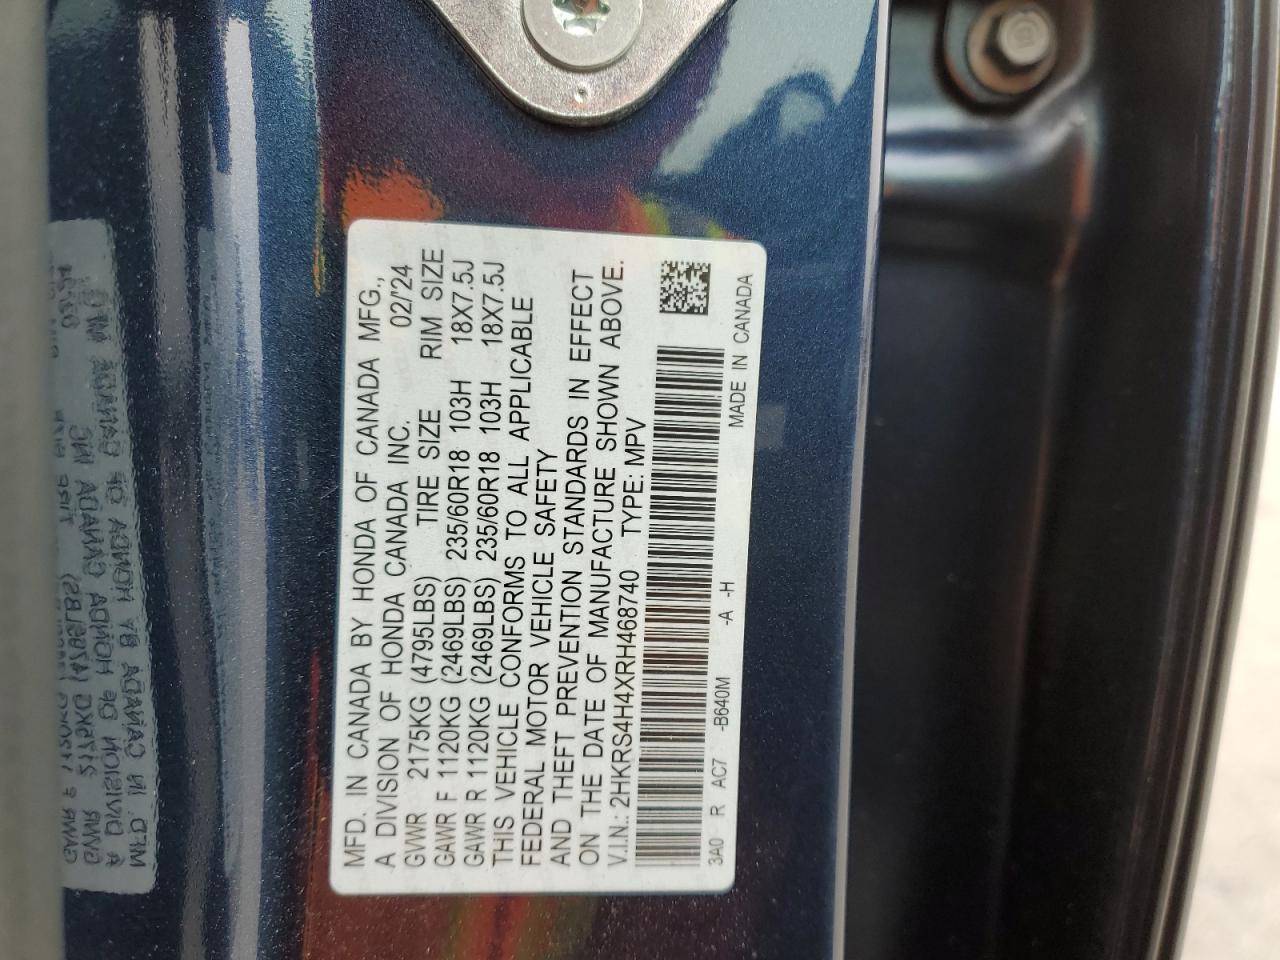 MFD. IN CANADA BY HONDA OF CANADA MFG.,
A DIVISION OF HONDA CANADA INC. 02/'24
GVWR 2175KG (4795LBS) TIRE SIZE RIM SIZE
GAWR F 1120KG (2469LBS) 235/60R18 103H 18X7.5J
GAWR R 1120KG (2469LBS) 235/60R18 103H 18X7.5J
THIS VEHICLE CONFORMS TO ALL APPLICABLE
FEDERAL MOTOR VEHICLE SAFETY
AND THEFT PREVENTION STANDARDS IN EFFECT
ON THE DATE OF MANUFACTURE SHOWN ABOVE.
V.I.N.: 2HKRS4H4XRH468740 TYPE: MPV
3A0 R AC7 -B640M -A -H
MADE IN CANADA